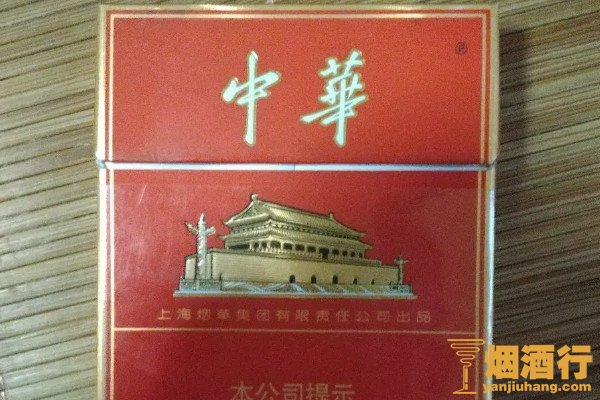 中華
®
上海烟草集团有限责任公司出品
本公司提示
烟酒行
yanjiuhang.com